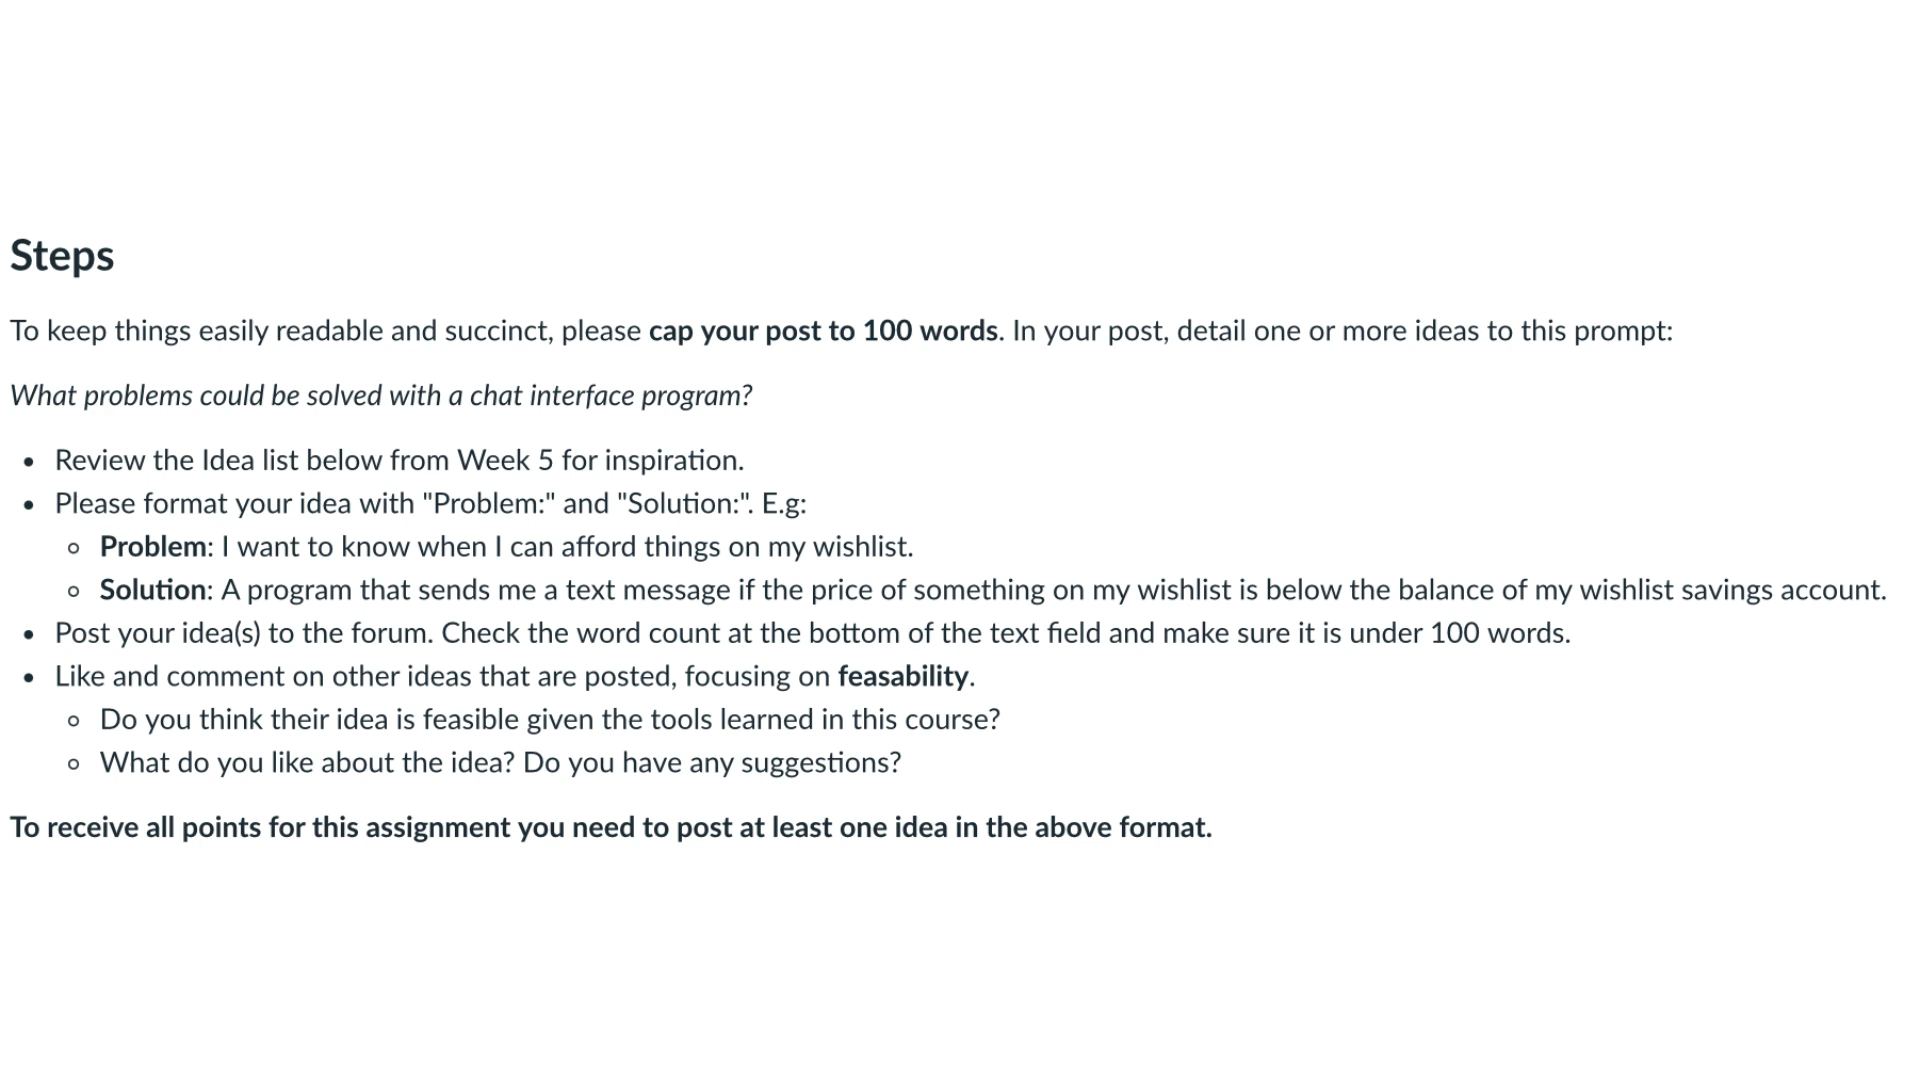 Steps
To keep things easily readable and succinct, please cap your post to 100 words. In your post, detail one or more ideas to this prompt:
What problems could be solved with a chat interface program?
• Review the Idea list below from Week 5 for inspiration.
• Please format your idea with "Problem:" and "Solution:". E.g:
◦ Problem: I want to know when I can afford things on my wishlist.
◦ Solution: A program that sends me a text message if the price of something on my wishlist is below the balance of my wishlist savings account.
• Post your idea(s) to the forum. Check the word count at the bottom of the text field and make sure it is under 100 words.
• Like and comment on other ideas that are posted, focusing on feasability.
◦ Do you think their idea is feasible given the tools learned in this course?
◦ What do you like about the idea? Do you have any suggestions?
To receive all points for this assignment you need to post at least one idea in the above format.